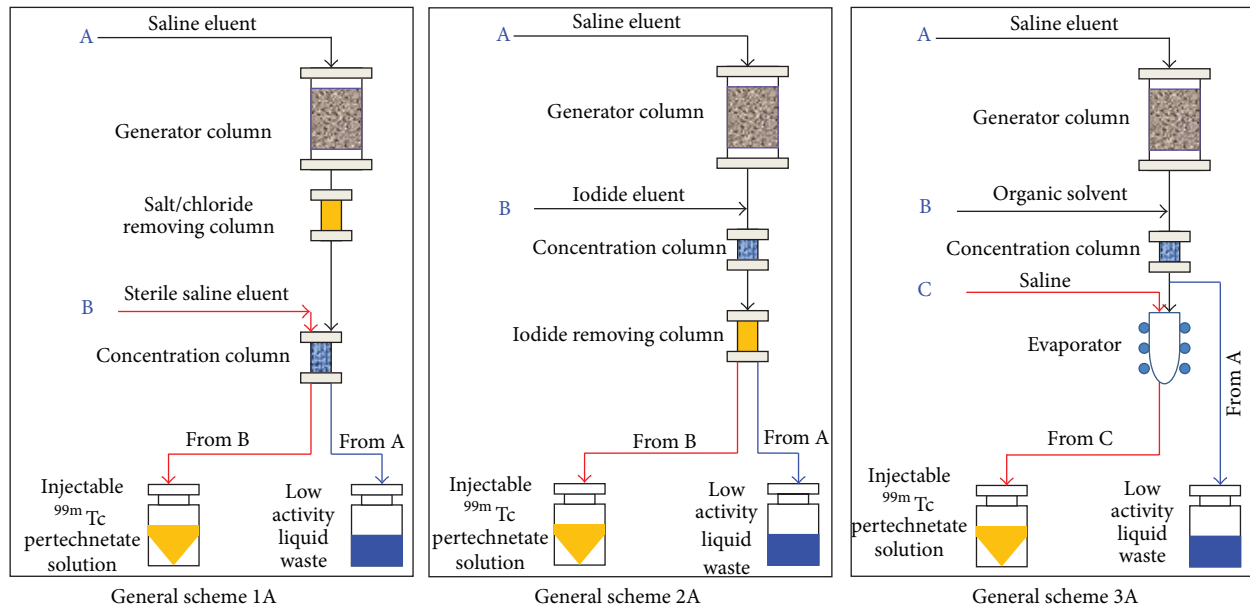 A
Saline eluent
Generator column
Salt/chloride
removing column
Sterile saline eluent
B
Concentration column
From B
From A
Injectable
99m Tc
pertechnetate
solution
Low
activity
liquid
waste
General scheme 1A
A
Saline eluent
Generator column
B
Iodide eluent
Concentration column
Iodide removing column
From B
From A
Injectable
99m Tc
pertechnetate
solution
Low
activity
liquid
waste
General scheme 2A
A
Saline eluent
Generator column
B
Organic solvent
Concentration column
C
Saline
Evaporator
From A
From C
Injectable
99m Tc
pertechnetate
solution
Low
activity
liquid
waste
General scheme 3A